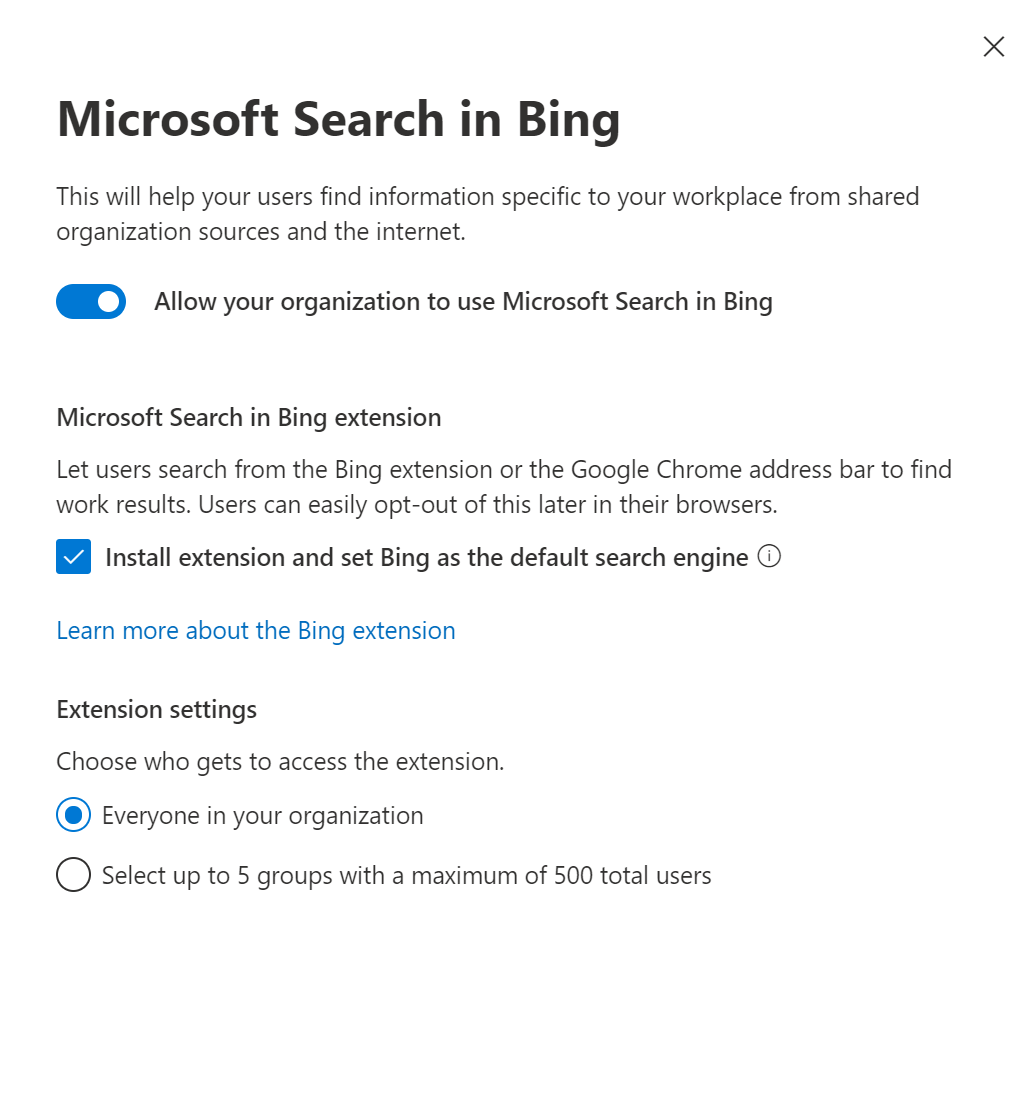 Microsoft Search in Bing
This will help your users find information specific to your workplace from shared
organization sources and the internet.
Allow your organization to use Microsoft Search in Bing
Microsoft Search in Bing extension
Let users search from the Bing extension or the Google Chrome address bar to find
work results. Users can easily opt-out of this later in their browsers.
Install extension and set Bing as the default search engine
Learn more about the Bing extension
Extension settings
Choose who gets to access the extension.
Everyone in your organization
Select up to 5 groups with a maximum of 500 total users